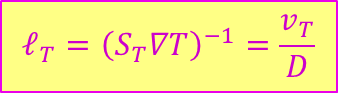 ℓ_T = (S_T ∇T)^{-1} = v_T / D